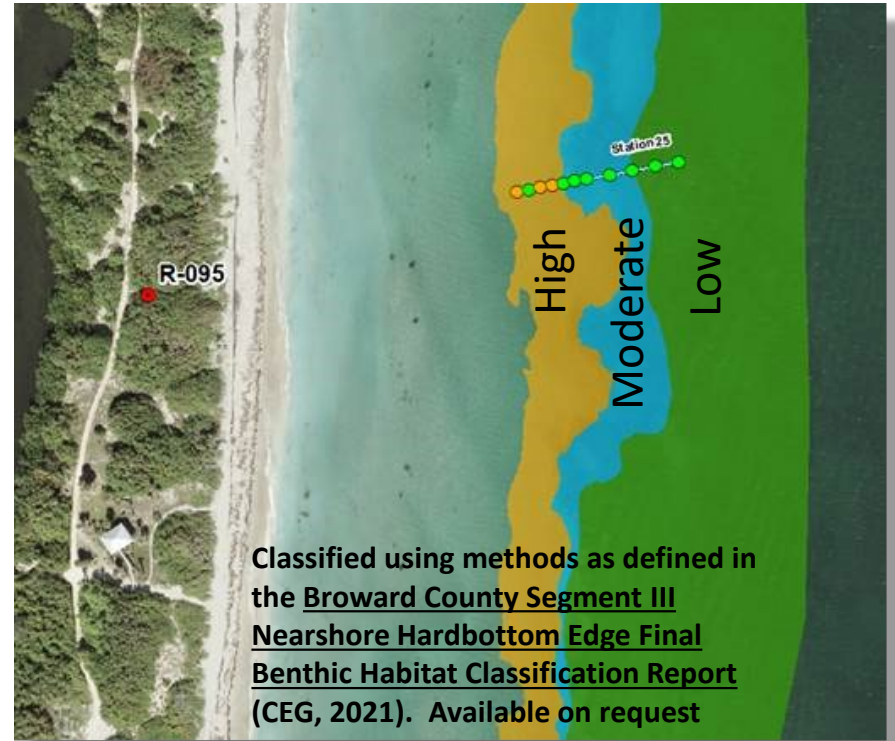 Station 25
R-095
High
Moderate
Low
Classified using methods as defined in
the Broward County Segment III
Nearshore Hardbottom Edge Final
Benthic Habitat Classification Report
(CEG, 2021).  Available on request